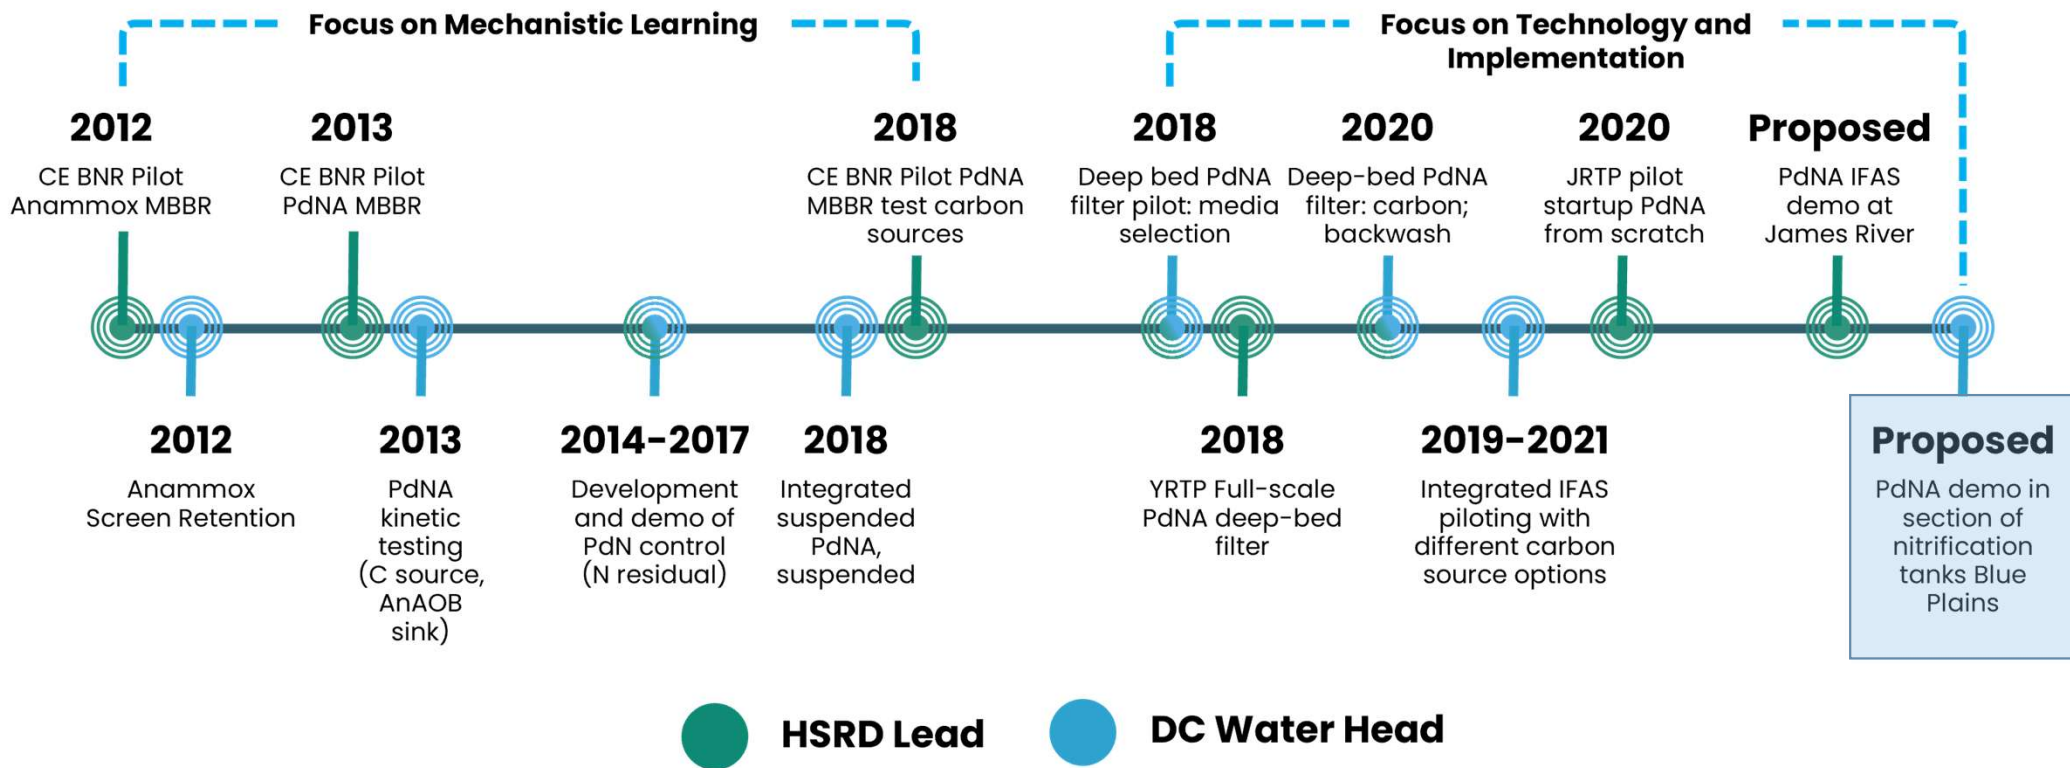 Focus on Mechanistic Learning
Focus on Technology and
Implementation
2012
CE BNR Pilot
Anammox MBBR
2013
CE BNR Pilot
PdNA MBBR
2018
CE BNR Pilot PdNA
MBBR test carbon
sources
2018
Deep bed PdNA
filter pilot: media
selection
2020
Deep-bed PdNA
filter: carbon;
backwash
2020
JRTP pilot
startup PdNA
from scratch
Proposed
PdNA IFAS
demo at
James River
2012
Anammox
Screen Retention
2013
PdNA
kinetic
testing
(C source,
AnAOB
sink)
2014-2017
Development
and demo of
PdN control
(N residual)
2018
Integrated
suspended
PdNA,
suspended
2018
YRTP Full-scale
PdNA deep-bed
filter
2019-2021
Integrated IFAS
piloting with
different carbon
source options
Proposed
PdNA demo in
section of
nitrification
tanks Blue
Plains
HSRD Lead
DC Water Head